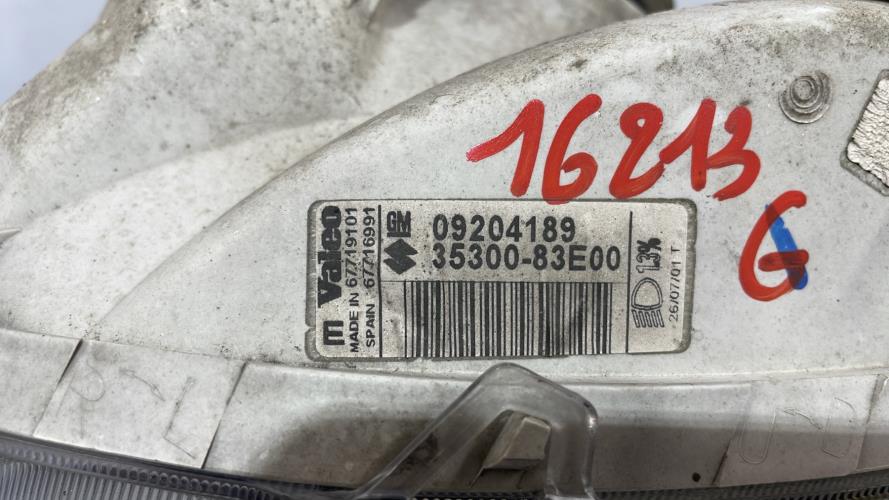 16213
G
Valeo
MADE IN 67719101
SPAIN 67716991
GM
09204189
35300-83E00
1.3%
26/07/01 T